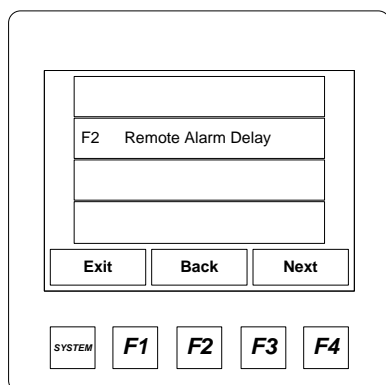 F2 Remote Alarm Delay
Exit Back Next
SYSTEM F1 F2 F3 F4